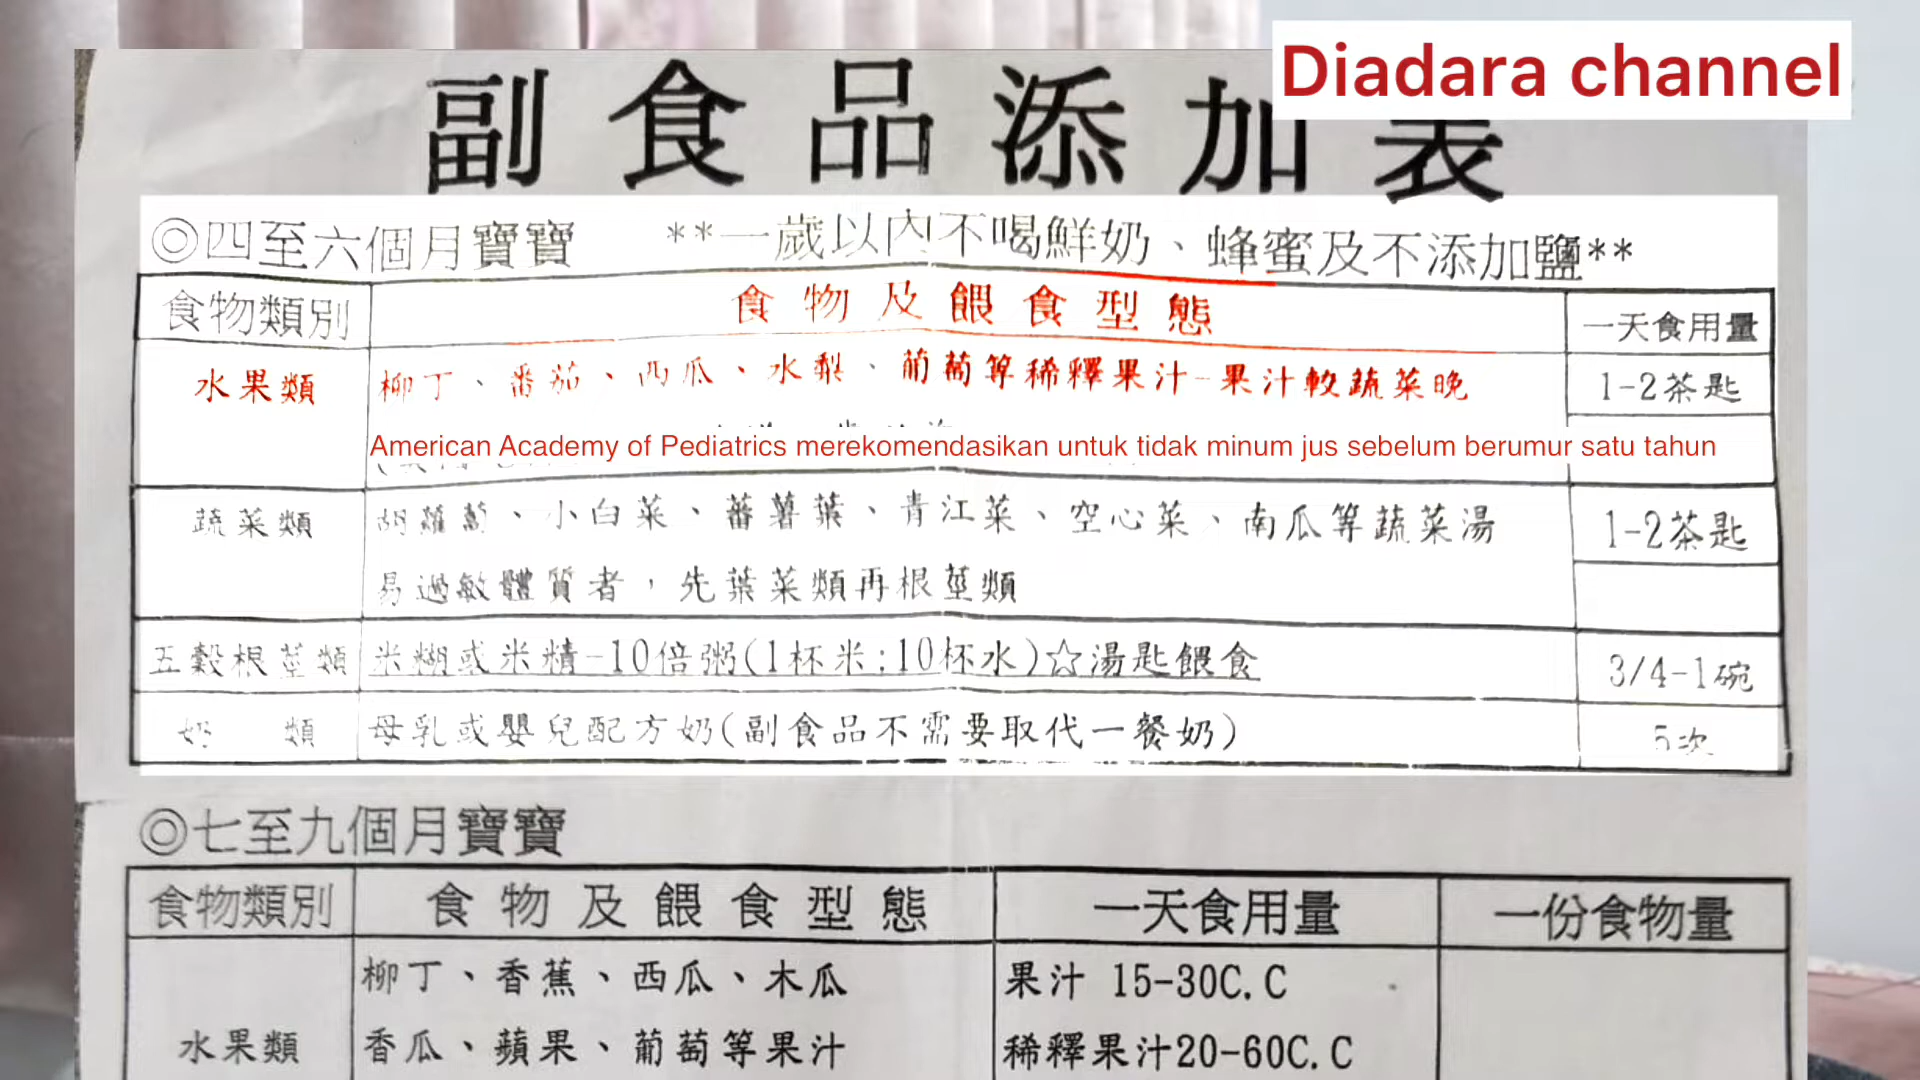 Diadara channel
副食品添加表
◎四至六個月寶寶 **一歲以內不喝鮮奶、蜂蜜及不添加鹽**
食物類別 食物及餵食型態 一天食用量
水果類 柳丁、番茄、西瓜、水梨、葡萄等稀釋果汁-果汁較蔬菜晚 1-2茶匙
American Academy of Pediatrics merekomendasikan untuk tidak minum jus sebelum berumur satu tahun
蔬菜類 胡蘿蔔、小白菜、蕃薯葉、青江菜、空心菜、南瓜等蔬菜湯 1-2茶匙
易過敏體質者，先葉菜類再根莖類
五穀根莖類 米糊或米精-10倍粥(1杯米:10杯水)☆湯匙餵食 3/4-1碗
奶 類 母乳或嬰兒配方奶(副食品不需要取代一餐奶) 5次
◎七至九個月寶寶
食物類別 食物及餵食型態 一天食用量 一份食物量
柳丁、香蕉、西瓜、木瓜 果汁 15-30C.C
水果類 香瓜、蘋果、葡萄等果汁 稀釋果汁20-60C.C